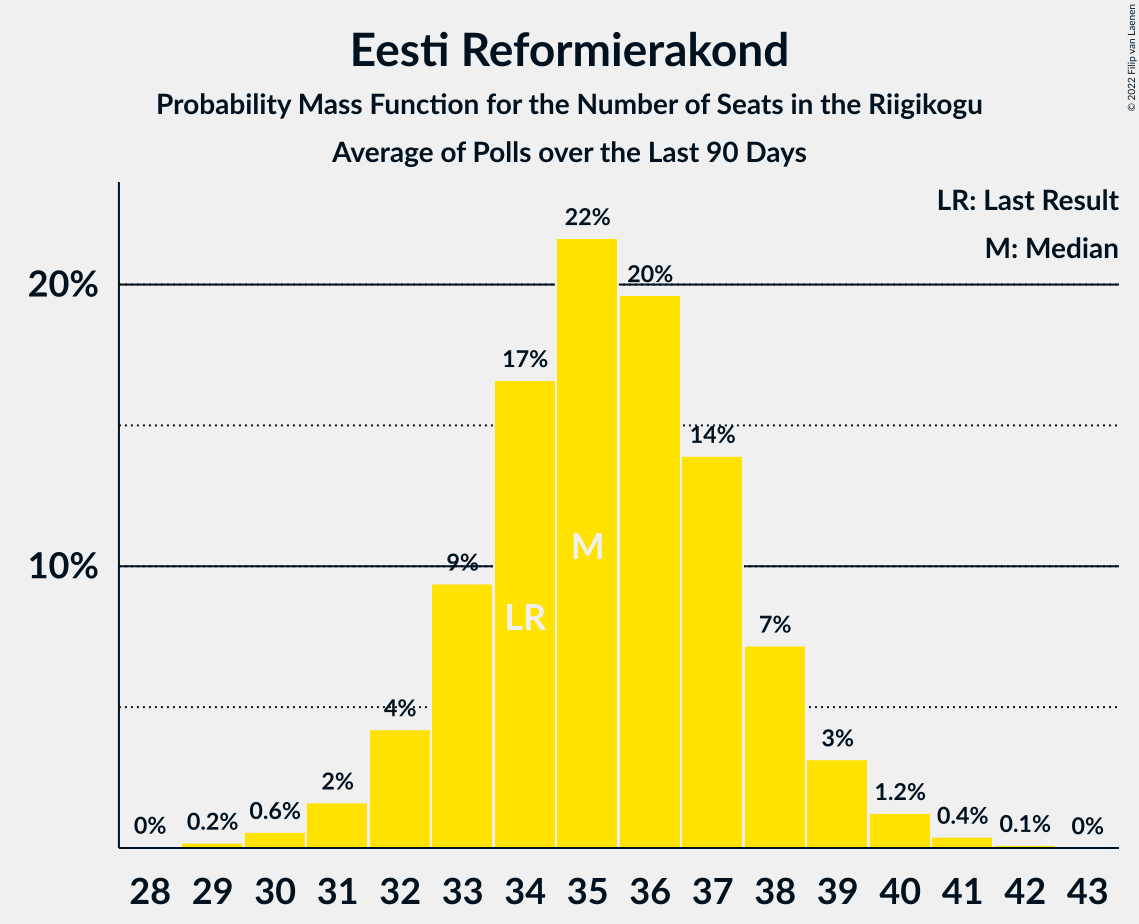 Eesti Reformierakond
Probability Mass Function for the Number of Seats in the Riigikogu
Average of Polls over the Last 90 Days
© 2022 Filip van Laenen
LR: Last Result
M: Median
22%
20%
20%
17%
14%
M
10%
9%
LR
7%
4%
3%
2%
1.2%
0.6%
0.4%
0.2%
0.1%
0%
0%
28 29 30 31 32 33 34 35 36 37 38 39 40 41 42 43